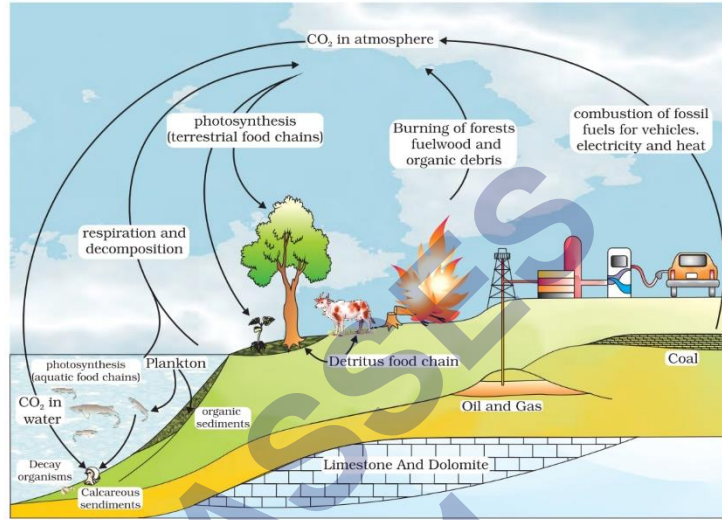 CO2 in atmosphere
photosynthesis
(terrestrial food chains)
Burning of forests
fuelwood and
organic debris
combustion of fossil
fuels for vehicles.
electricity and heat
respiration and
decomposition
photosynthesis
(aquatic food chains)
Plankton
Detritus food chain
Coal
CO2 in
water
organic
sediments
Oil and Gas
Decay
organisms
Calcareous
sendiments
Limestone And Dolomite
ASSES